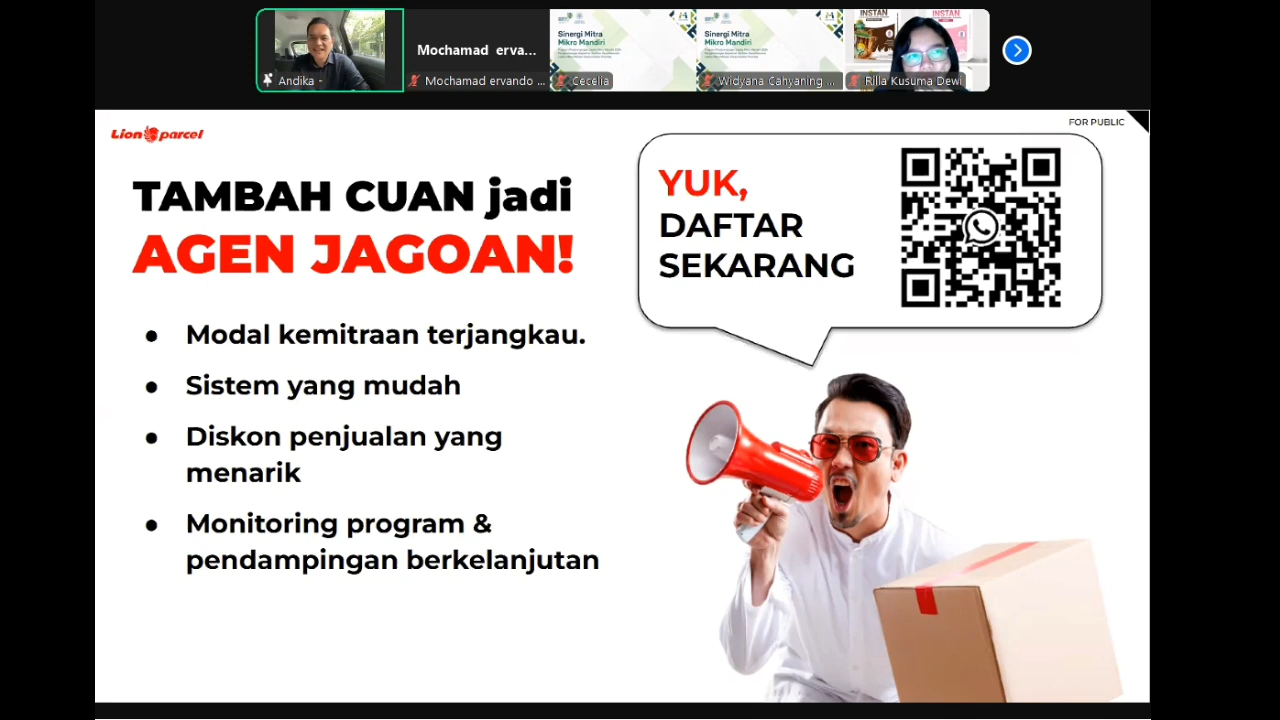 Andika -
Mochamad ervando ...
Mochamad erva...
Sinergi Mitra
Mikro Mandiri
Cecelia
Sinergi Mitra
Mikro Mandiri
Widyana Cahyaning ...
INSTAN
INSTAN
Rilla Kusuma Dewi
Lion parcel
FOR PUBLIC
TAMBAH CUAN jadi
AGEN JAGOAN!
• Modal kemitraan terjangkau.
• Sistem yang mudah
• Diskon penjualan yang
menarik
• Monitoring program &
pendampingan berkelanjutan
YUK,
DAFTAR
SEKARANG